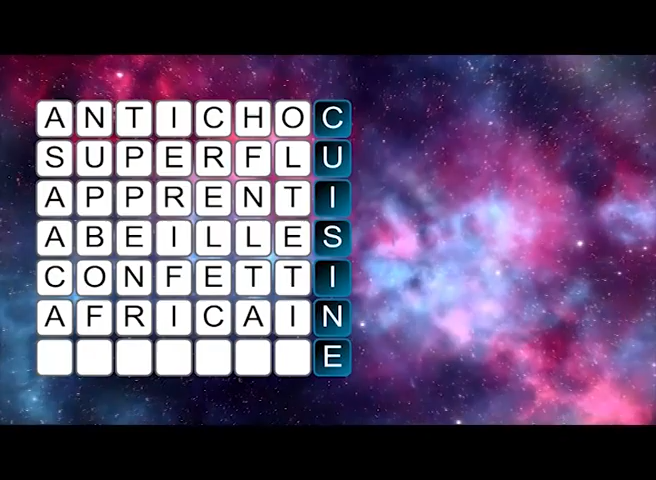 ANTICHOC
SUPERFLU
APPRENTI
ABEILLES
CONFETTI
AFRICAIN
E